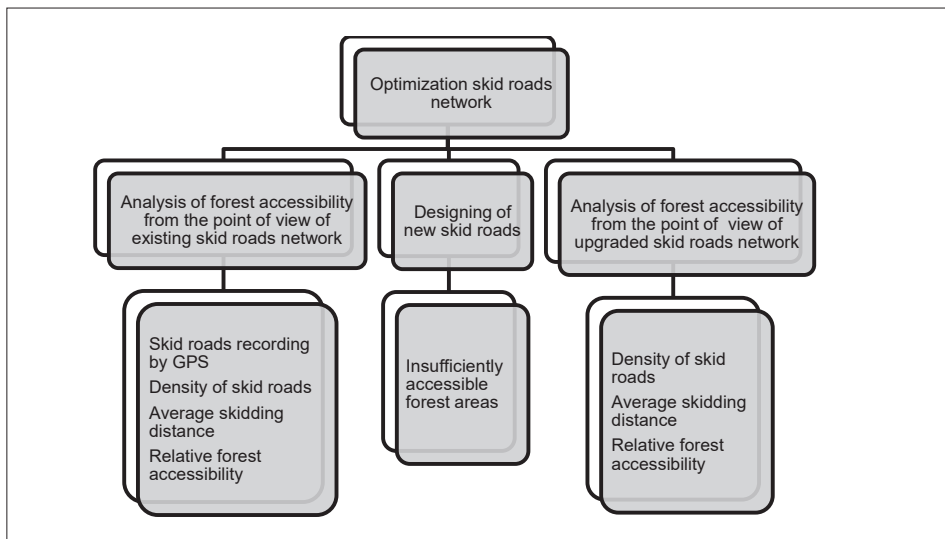 Optimization skid roads
network
Analysis of forest accessibility
from the point of view of
existing skid roads network
Designing of
new skid roads
Analysis of forest accessibility
from the point of view of
upgraded skid roads network
Skid roads recording
by GPS
Density of skid roads
Average skidding
distance
Relative forest
accessibility
Insufficiently
accessible
forest areas
Density of skid
roads
Average skidding
distance
Relative forest
accessibility